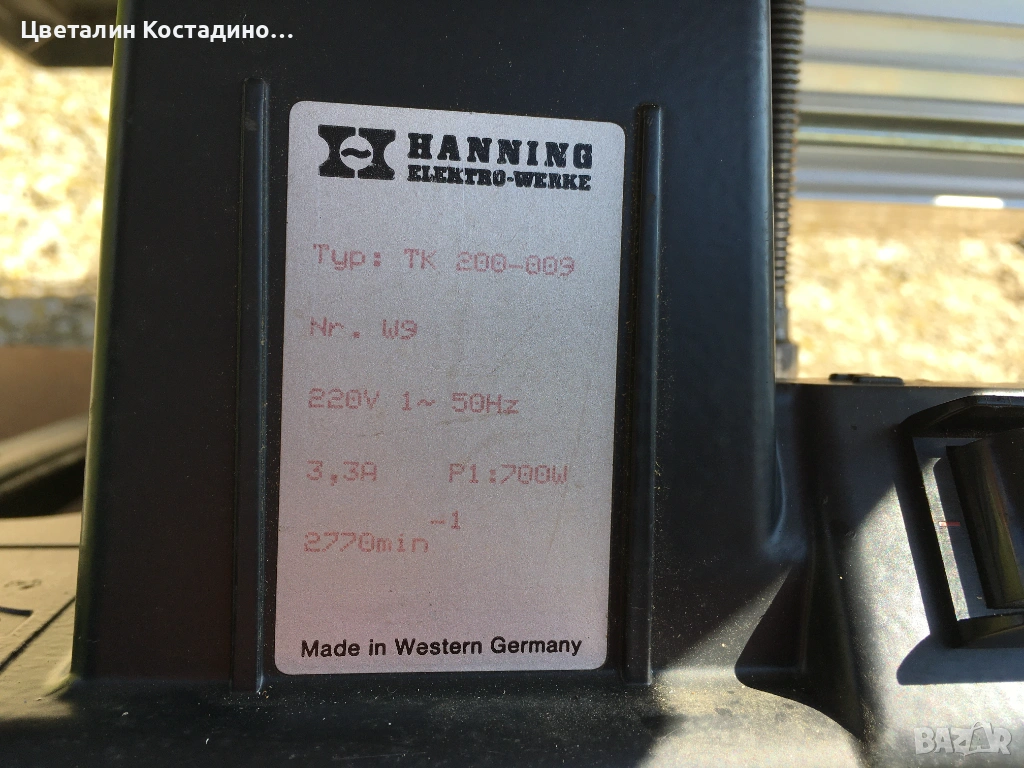 Цветалин Костадино...
HANNING
ELEKTRO-WERKE
Typ: TK 200-009
Nr. W9
220V 1~ 50Hz
3,3A P1:700W
2770min⁻¹
Made in Western Germany
BAZAR